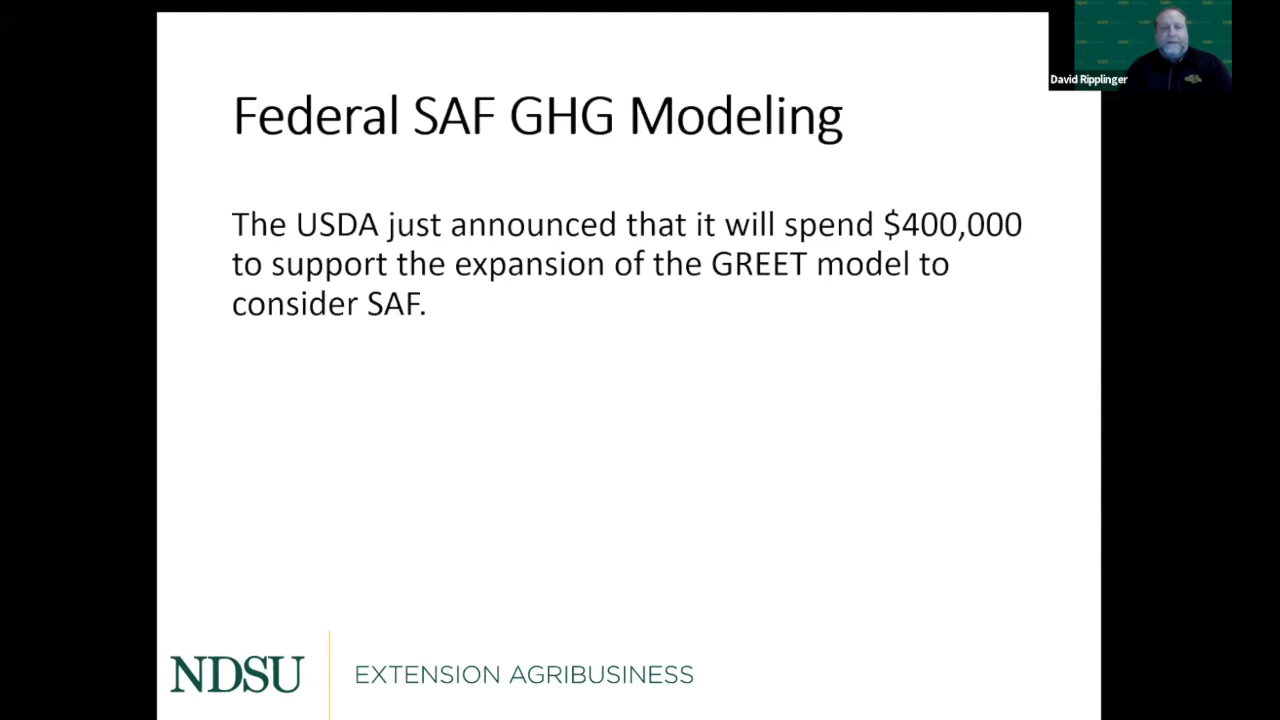 Federal SAF GHG Modeling
David Ripplinger
The USDA just announced that it will spend $400,000
to support the expansion of the GREET model to
consider SAF.
NDSU
EXTENSION AGRIBUSINESS